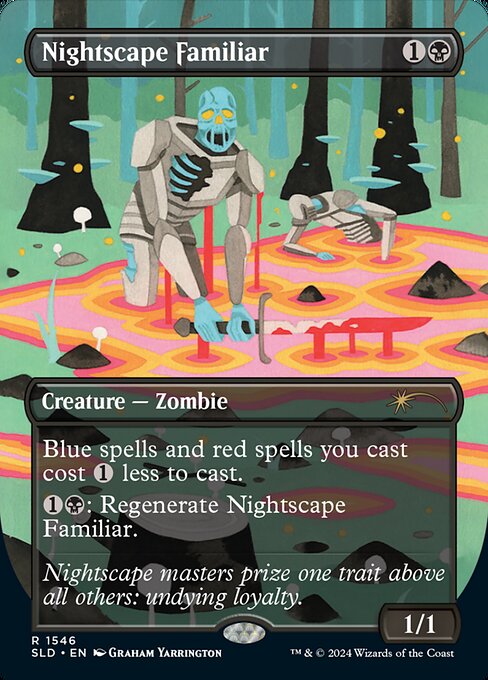 Nightscape Familiar 1
Creature — Zombie
Blue spells and red spells you cast
cost 1 less to cast.
1: Regenerate Nightscape
Familiar.
Nightscape masters prize one trait above
all others: undying loyalty.
1/1
R 1546
SLD • EN GRAHAM YARRINGTON
™ & © 2024 Wizards of the Coast